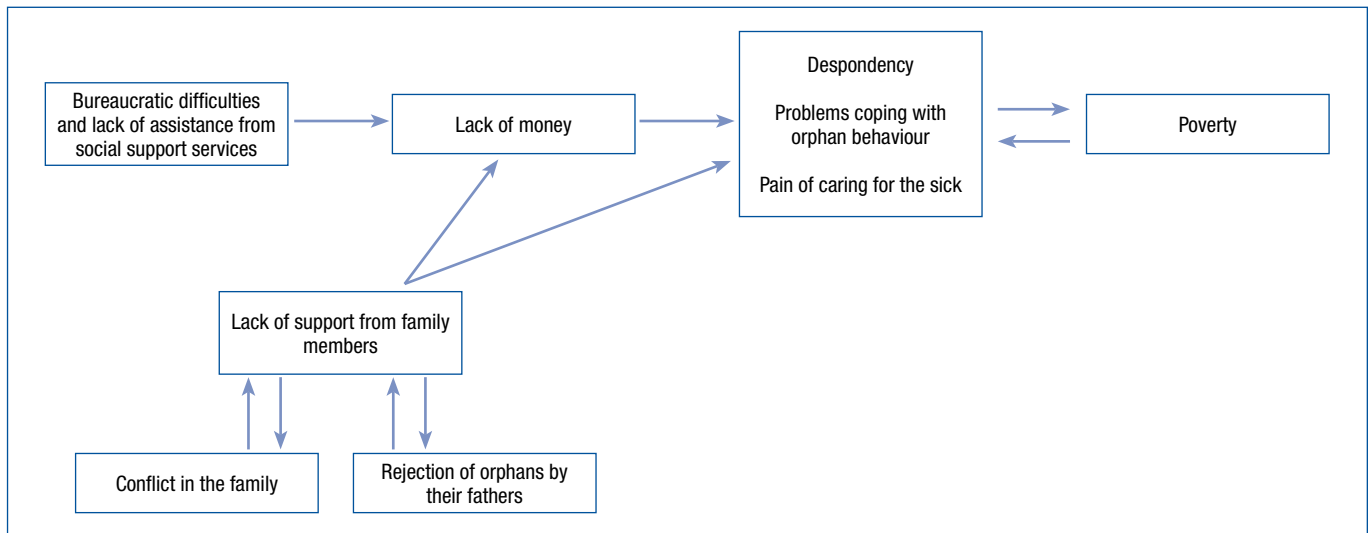 Bureaucratic difficulties
and lack of assistance from
social support services
Lack of money
Despondency
Problems coping with
orphan behaviour
Pain of caring for the sick
Poverty
Lack of support from family
members
Conflict in the family
Rejection of orphans by
their fathers